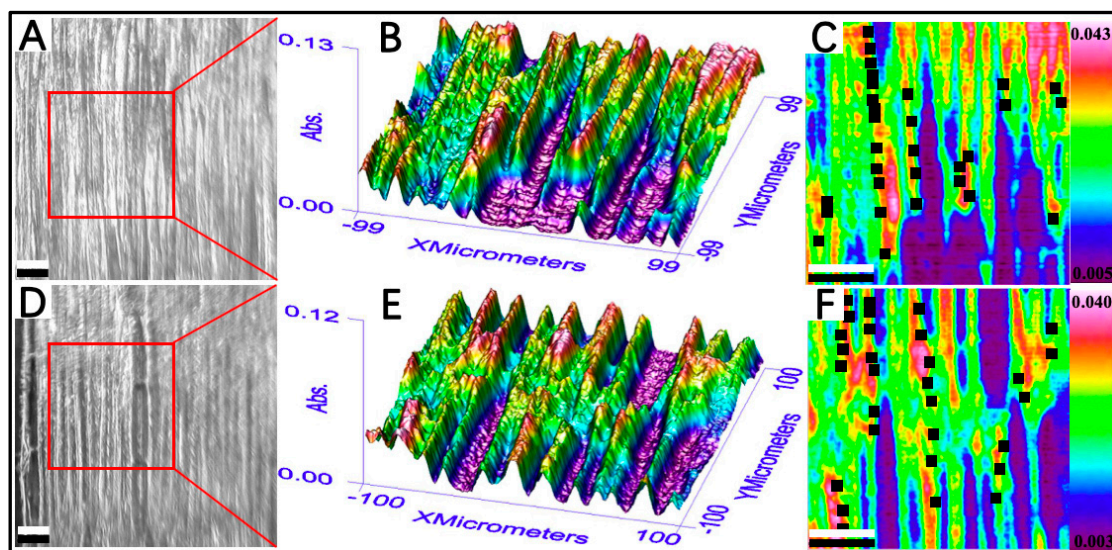 A
0.13
Abs.
0.00
-99
XMicrometers
99
-99
YMicrometers
99
B
C
0.043
0.005
D
0.12
Abs.
0.00
-100
XMicrometers
100
-100
YMicrometers
100
E
F
0.040
0.003